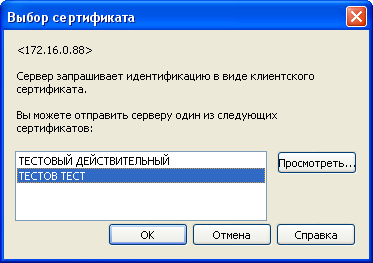 Выбор сертификата
<172.16.0.88>
Сервер запрашивает идентификацию в виде клиентского
сертификата.
Вы можете отправить серверу один из следующих
сертификатов:
ТЕСТОВЫЙ ДЕЙСТВИТЕЛЬНЫЙ
Просмотреть...
ТЕСТОВ ТЕСТ
ОК
Отмена
Справка